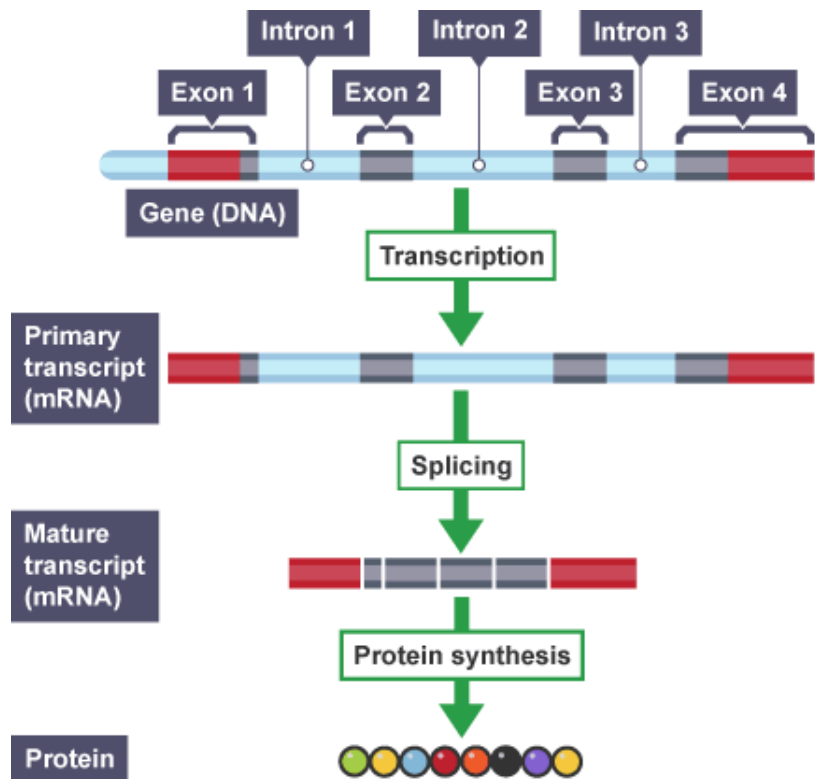 Intron 1
Intron 2
Intron 3
Exon 1
Exon 2
Exon 3
Exon 4
Gene (DNA)
Transcription
Primary
transcript
(mRNA)
Splicing
Mature
transcript
(mRNA)
Protein synthesis
Protein